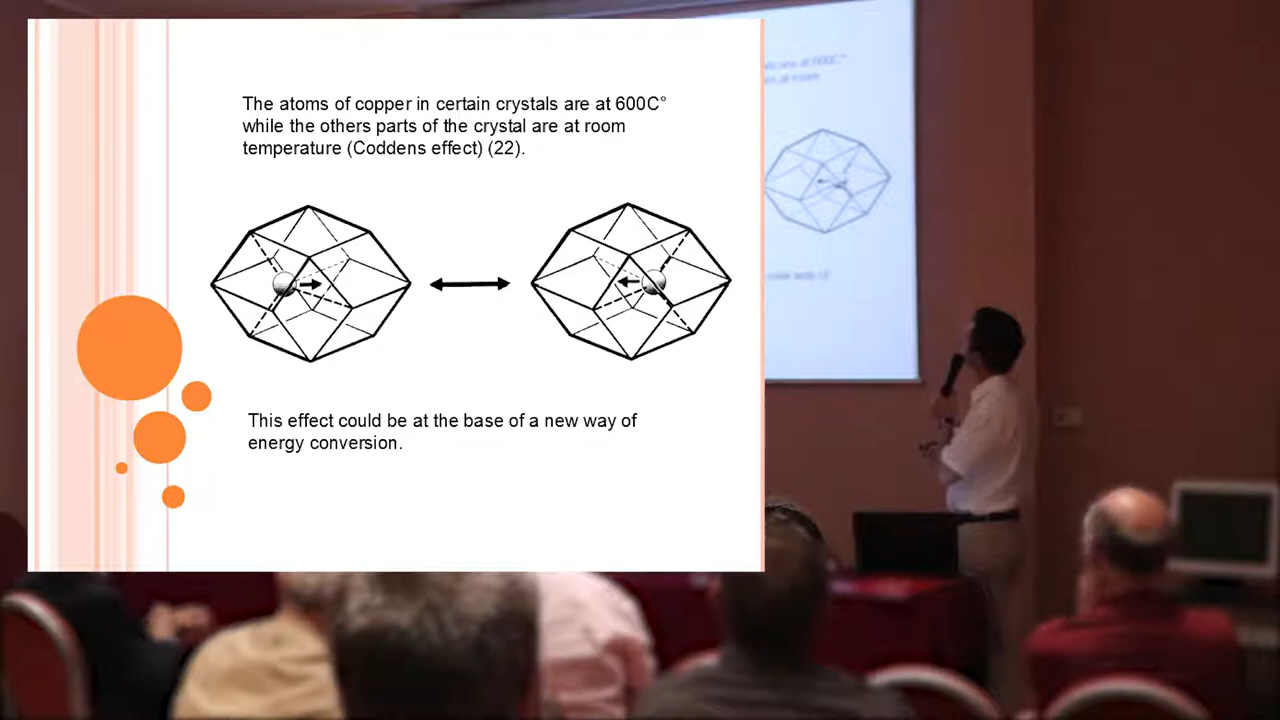 The atoms of copper in certain crystals are at 600C°
while the others parts of the crystal are at room
temperature (Coddens effect) (22).
This effect could be at the base of a new way of
energy conversion.